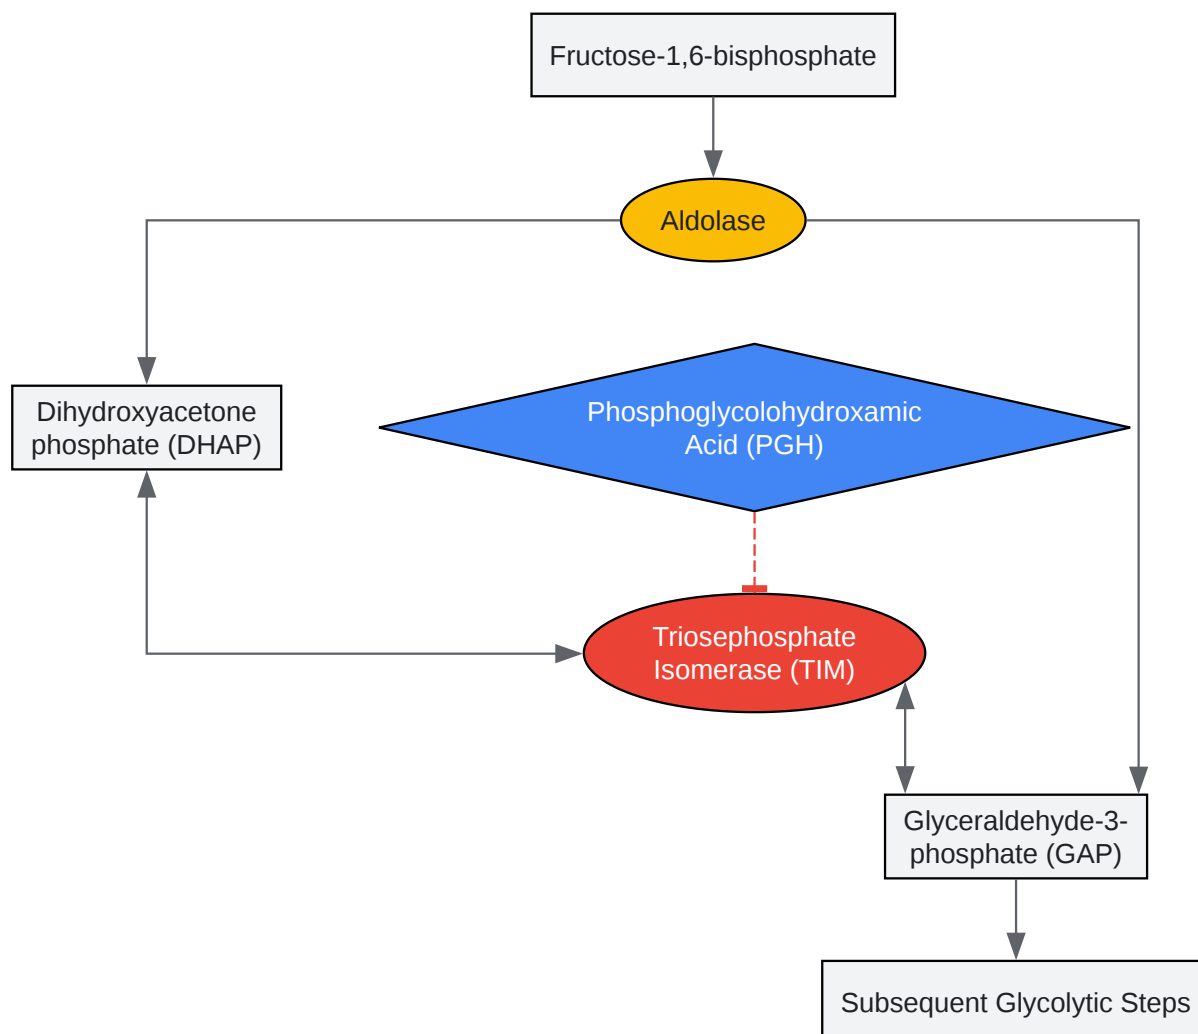 Fructose-1,6-bisphosphate
Aldolase
Dihydroxyacetone
phosphate (DHAP)
Phosphoglycolohydroxamic
Acid (PGH)
Triosephosphate
Isomerase (TIM)
Glyceraldehyde-3-
phosphate (GAP)
Subsequent Glycolytic Steps